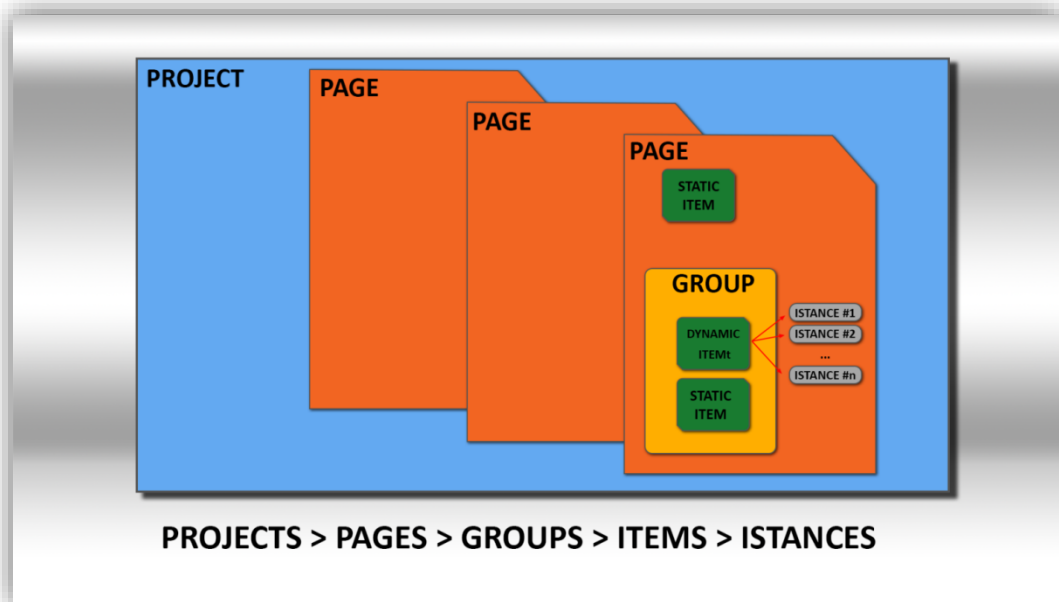 PROJECT
PAGE
PAGE
PAGE
STATIC
ITEM
GROUP
DYNAMIC
ITEMt
ISTANCE #1
ISTANCE #2
...
ISTANCE #n
STATIC
ITEM
PROJECTS > PAGES > GROUPS > ITEMS > ISTANCES